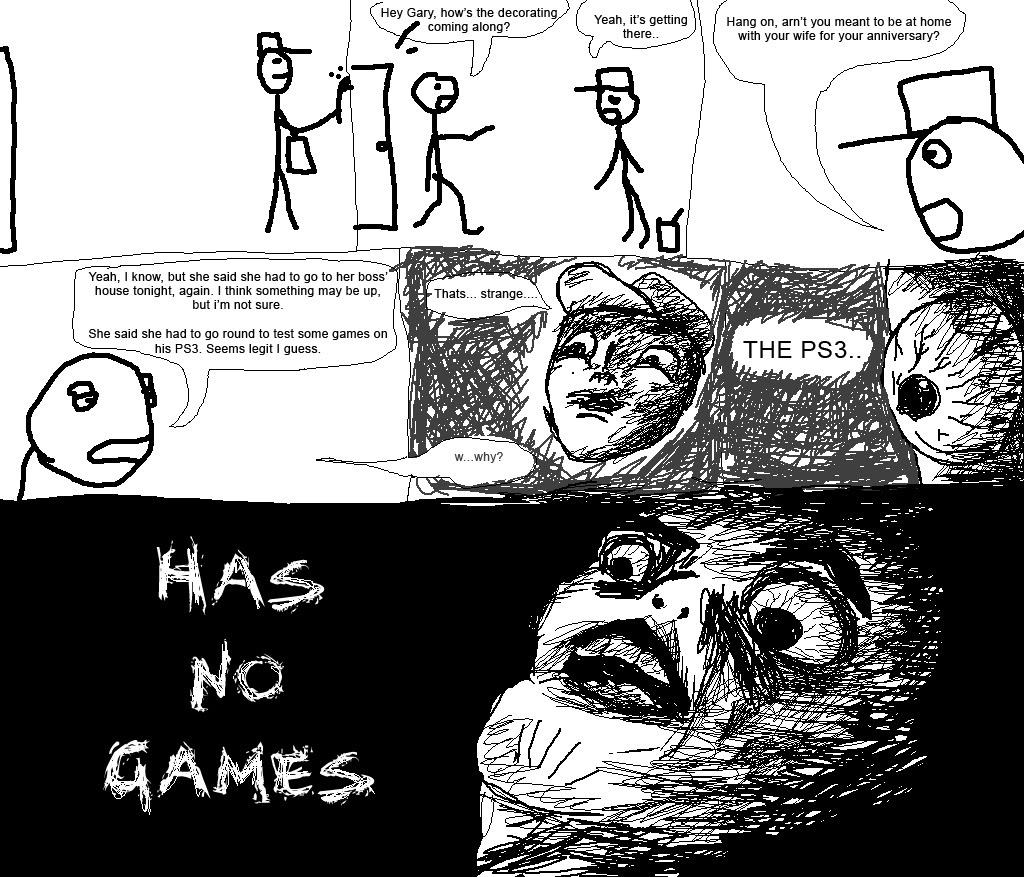 Hey Gary, how's the decorating
coming along?
Yeah, it's getting
there..
Hang on, arn't you meant to be at home
with your wife for your anniversary?
Yeah, I know, but she said she had to go to her boss'
house tonight, again. I think something may be up,
but i'm not sure.
She said she had to go round to test some games on
his PS3. Seems legit I guess.
Thats... strange....
w...why?
THE PS3..
HAS
NO
GAMES